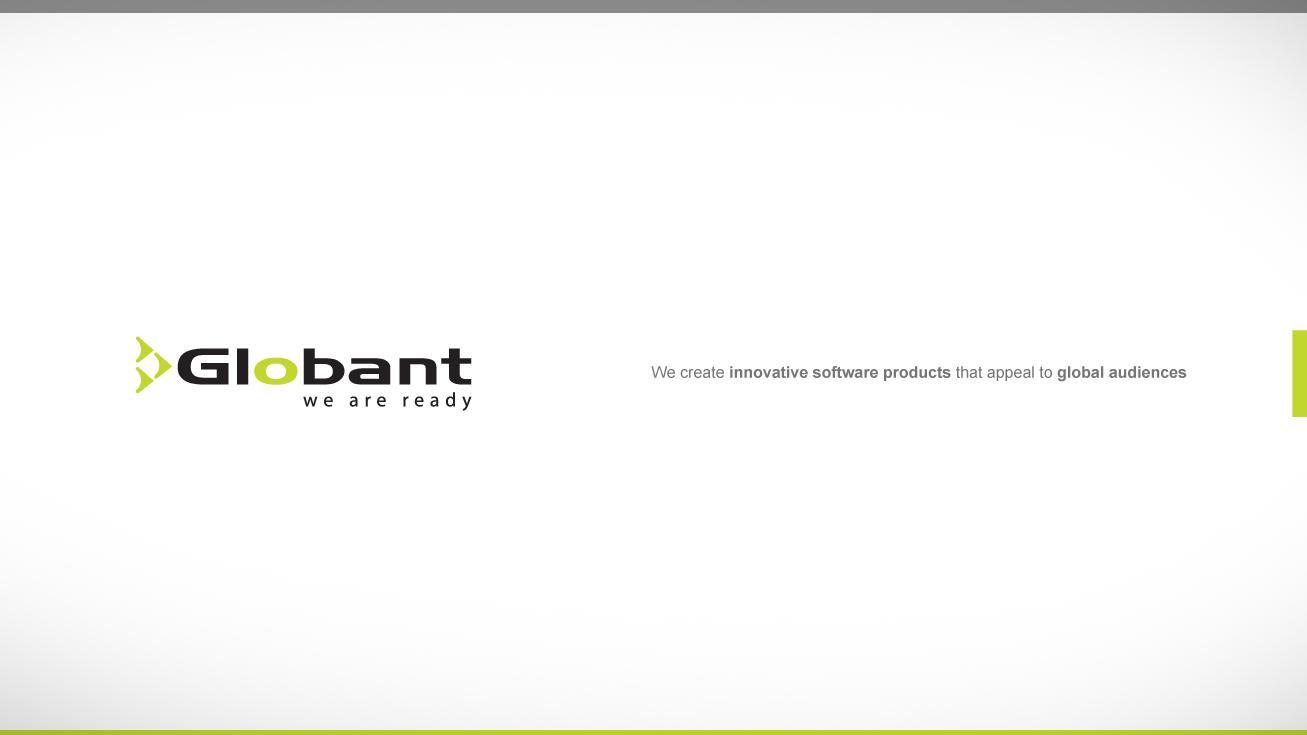 Globant
we are ready
We create innovative software products that appeal to global audiences